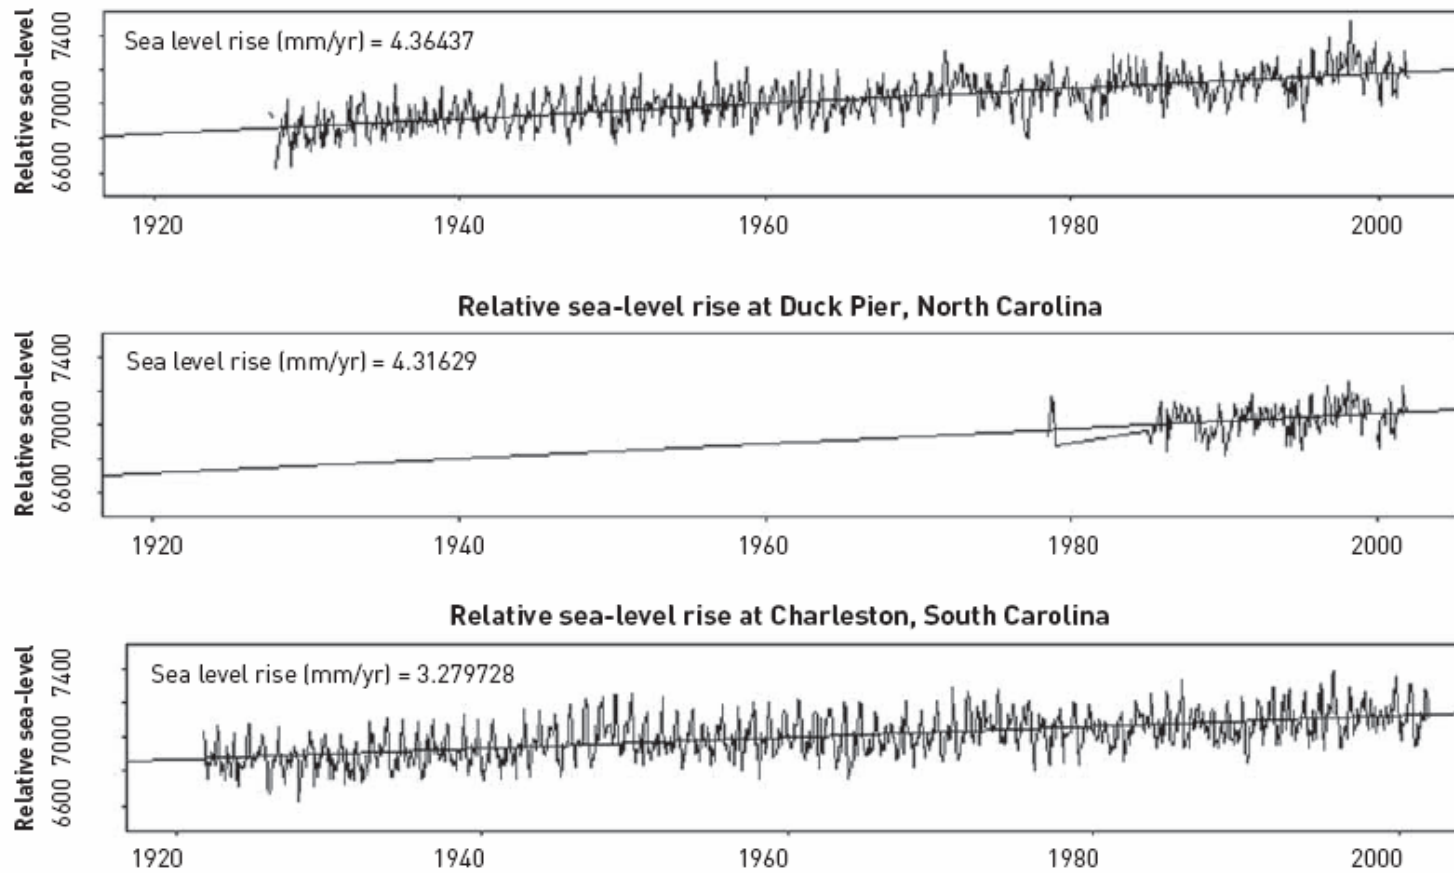 Relative sea-level
7400
7000
6600
Sea level rise (mm/yr) = 4.36437
1920 1940 1960 1980 2000
Relative sea-level rise at Duck Pier, North Carolina
Relative sea-level
7400
7000
6600
Sea level rise (mm/yr) = 4.31629
1920 1940 1960 1980 2000
Relative sea-level rise at Charleston, South Carolina
Relative sea-level
7400
7000
6600
Sea level rise (mm/yr) = 3.279728
1920 1940 1960 1980 2000